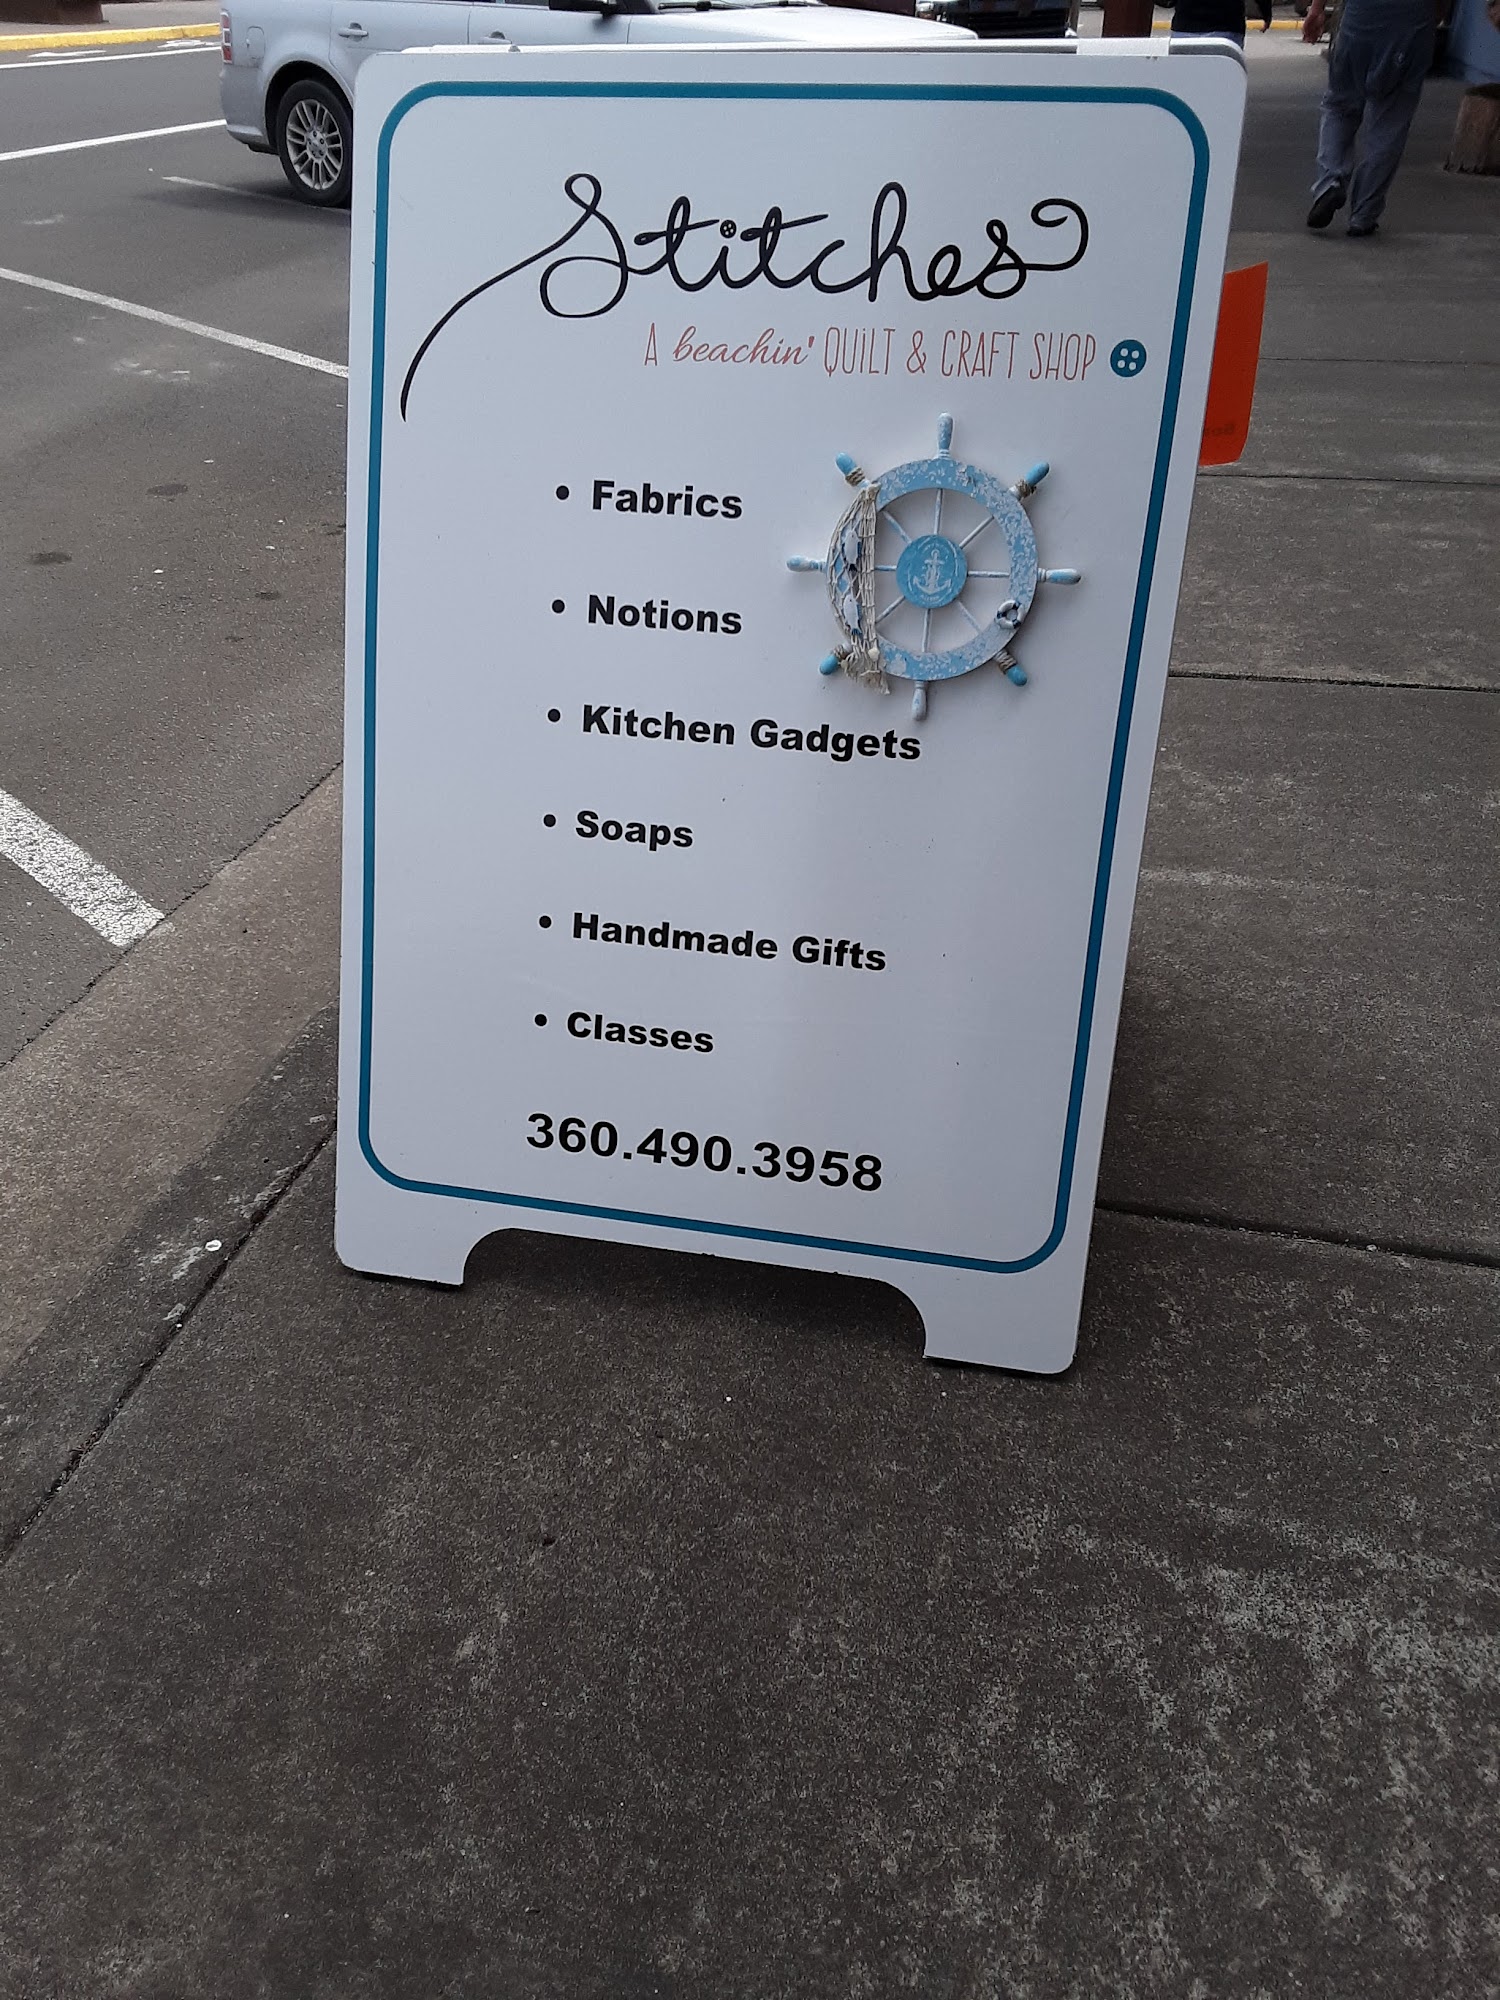 Stitches
A beachin' QUiLT & CRAFT SHOP
• Fabrics
• Notions
• Kitchen Gadgets
• Soaps
• Handmade Gifts
• Classes
360.490.3958